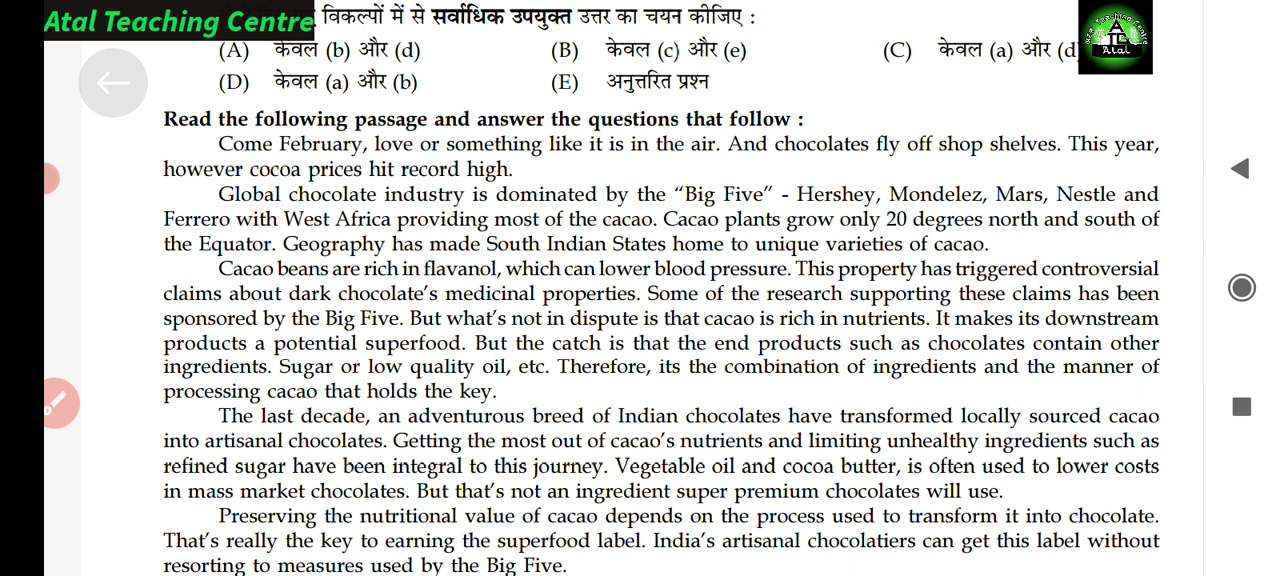 Atal Teaching Centre
विकल्पों में से सर्वाधिक उपयुक्त उत्तर का चयन कीजिए :
(A) केवल (b) और (d) (B) केवल (c) और (e) (C) केवल (a) और (d
(D) केवल (a) और (b) (E) अनुत्तरित प्रश्न
Atal
Read the following passage and answer the questions that follow :
Come February, love or something like it is in the air. And chocolates fly off shop shelves. This year,
however cocoa prices hit record high.
Global chocolate industry is dominated by the “Big Five” - Hershey, Mondelez, Mars, Nestle and
Ferrero with West Africa providing most of the cacao. Cacao plants grow only 20 degrees north and south of
the Equator. Geography has made South Indian States home to unique varieties of cacao.
Cacao beans are rich in flavanol, which can lower blood pressure. This property has triggered controversial
claims about dark chocolate’s medicinal properties. Some of the research supporting these claims has been
sponsored by the Big Five. But what’s not in dispute is that cacao is rich in nutrients. It makes its downstream
products a potential superfood. But the catch is that the end products such as chocolates contain other
ingredients. Sugar or low quality oil, etc. Therefore, its the combination of ingredients and the manner of
processing cacao that holds the key.
The last decade, an adventurous breed of Indian chocolates have transformed locally sourced cacao
into artisanal chocolates. Getting the most out of cacao’s nutrients and limiting unhealthy ingredients such as
refined sugar have been integral to this journey. Vegetable oil and cocoa butter, is often used to lower costs
in mass market chocolates. But that’s not an ingredient super premium chocolates will use.
Preserving the nutritional value of cacao depends on the process used to transform it into chocolate.
That’s really the key to earning the superfood label. India’s artisanal chocolatiers can get this label without
resorting to measures used by the Big Five.